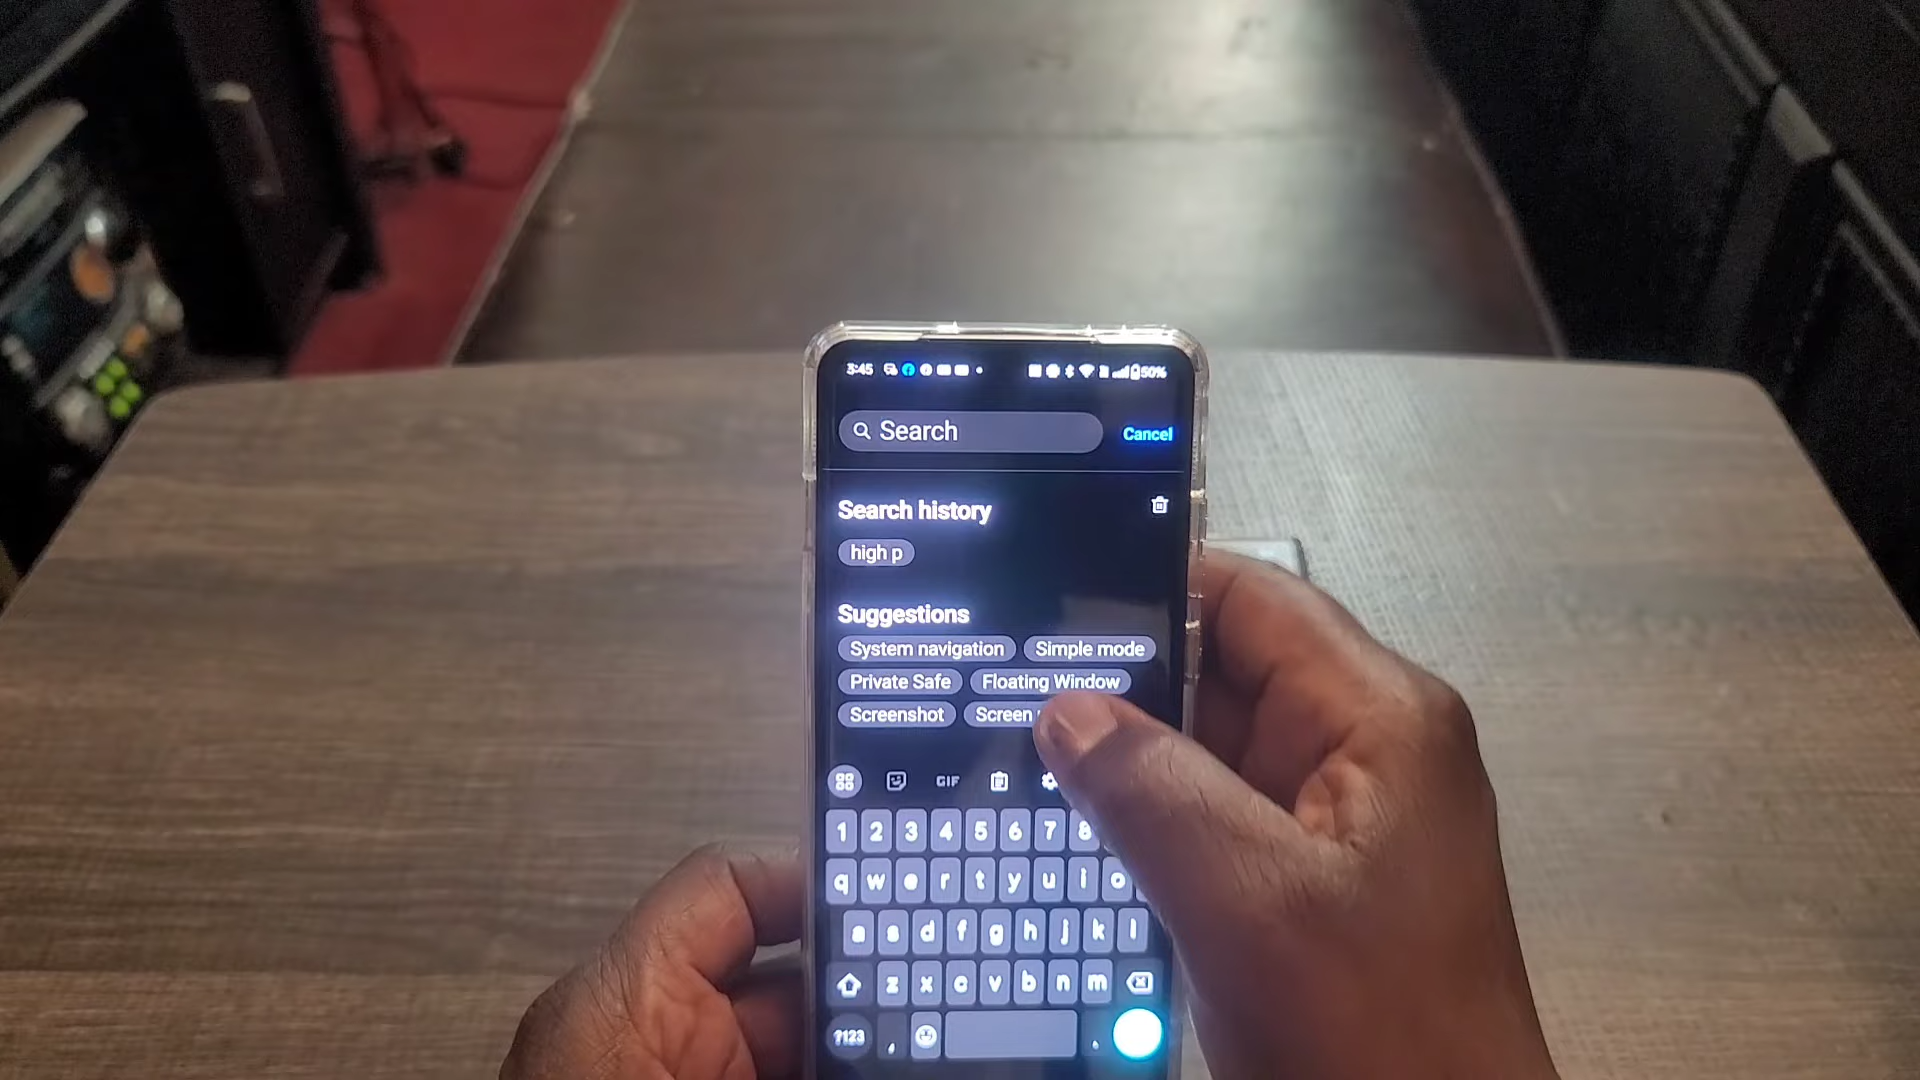 3:45 50%
Search Cancel
Search history
high p
Suggestions
System navigation Simple mode
Private Safe Floating Window
Screenshot Screen
GIF
1 2 3 4 5 6 7 8
q w e r t y u i o
a s d f g h j k l
z x c v b n m
?123 , .